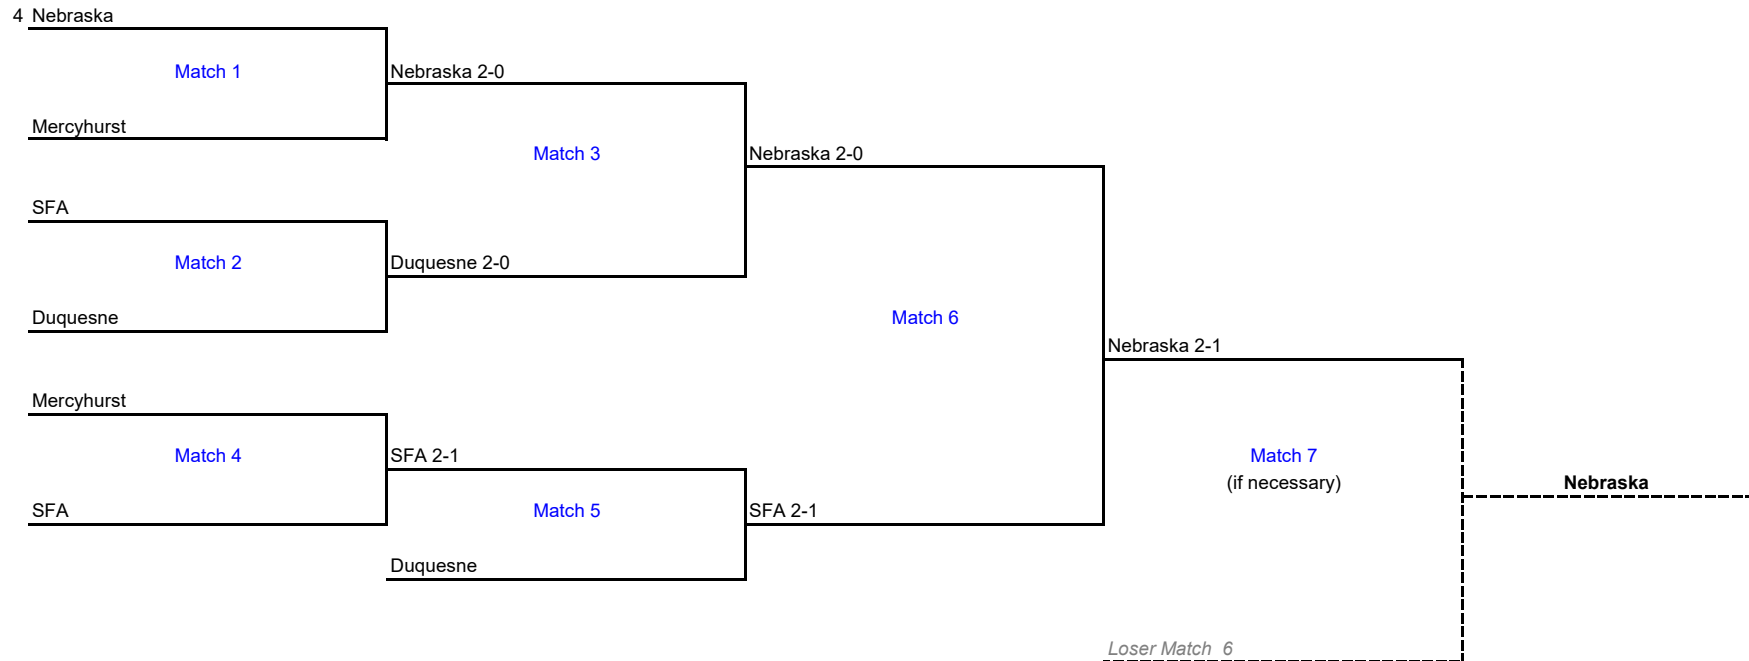 4 Nebraska
Match 1
Nebraska 2-0
Mercyhurst
Match 3
Nebraska 2-0
SFA
Match 2
Duquesne 2-0
Duquesne
Match 6
Nebraska 2-1
Mercyhurst
Match 4
SFA 2-1
Match 7
(if necessary)
Nebraska
SFA
Match 5
SFA 2-1
Duquesne
Loser Match 6